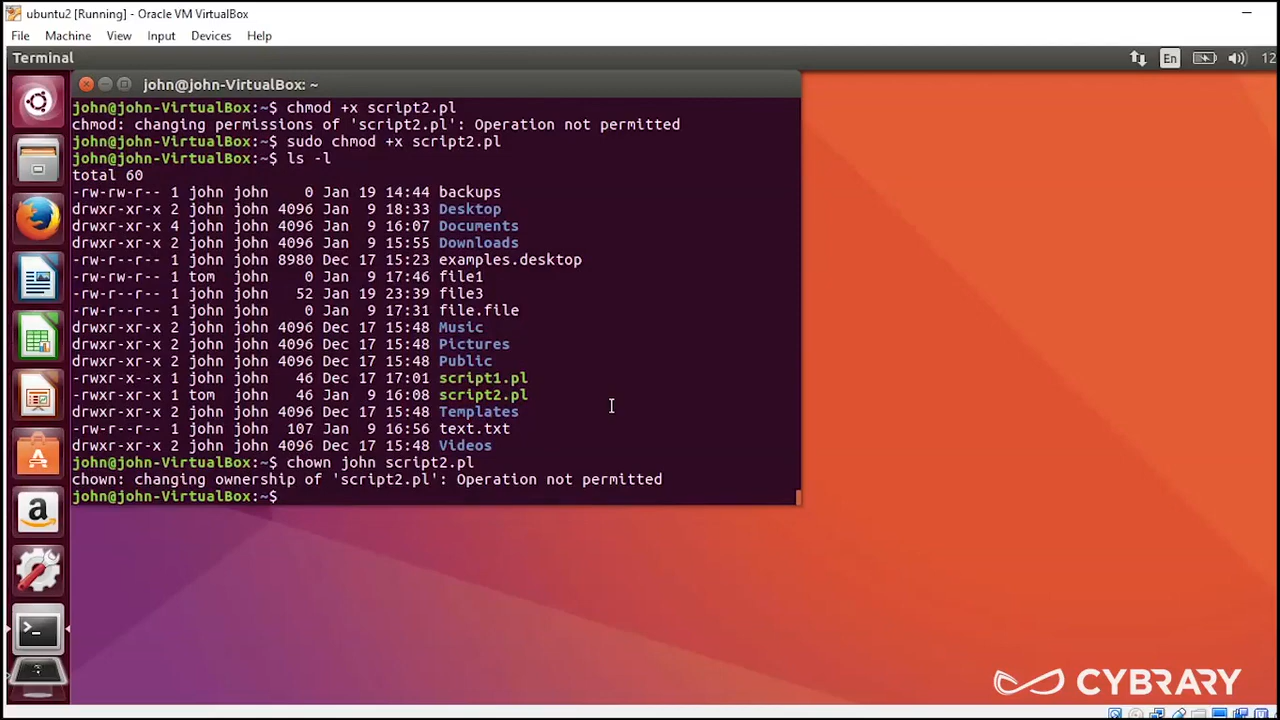 ubuntu2 [Running] - Oracle VM VirtualBox
File Machine View Input Devices Help
Terminal En 12
john@john-VirtualBox: ~
john@john-VirtualBox:~$ chmod +x script2.pl
chmod: changing permissions of 'script2.pl': Operation not permitted
john@john-VirtualBox:~$ sudo chmod +x script2.pl
john@john-VirtualBox:~$ ls -l
total 60
-rw-rw-r-- 1 john john    0 Jan 19 14:44 backups
drwxr-xr-x 2 john john 4096 Jan  9 18:33 Desktop
drwxr-xr-x 4 john john 4096 Jan  9 16:07 Documents
drwxr-xr-x 2 john john 4096 Jan  9 15:55 Downloads
-rw-r--r-- 1 john john 8980 Dec 17 15:23 examples.desktop
-rw-rw-r-- 1 tom  john    0 Jan  9 17:46 file1
-rw-r--r-- 1 john john   52 Jan 19 23:39 file3
-rw-r--r-- 1 john john    0 Jan  9 17:31 file.file
drwxr-xr-x 2 john john 4096 Dec 17 15:48 Music
drwxr-xr-x 2 john john 4096 Dec 17 15:48 Pictures
drwxr-xr-x 2 john john 4096 Dec 17 15:48 Public
-rwxr-x--x 1 john john   46 Dec 17 17:01 script1.pl
-rwxr-xr-x 1 tom  john   46 Jan  9 16:08 script2.pl
drwxr-xr-x 2 john john 4096 Dec 17 15:48 Templates
-rw-r--r-- 1 john john  107 Jan  9 16:56 text.txt
drwxr-xr-x 2 john john 4096 Dec 17 15:48 Videos
john@john-VirtualBox:~$ chown john script2.pl
chown: changing ownership of 'script2.pl': Operation not permitted
john@john-VirtualBox:~$
CYBRARY